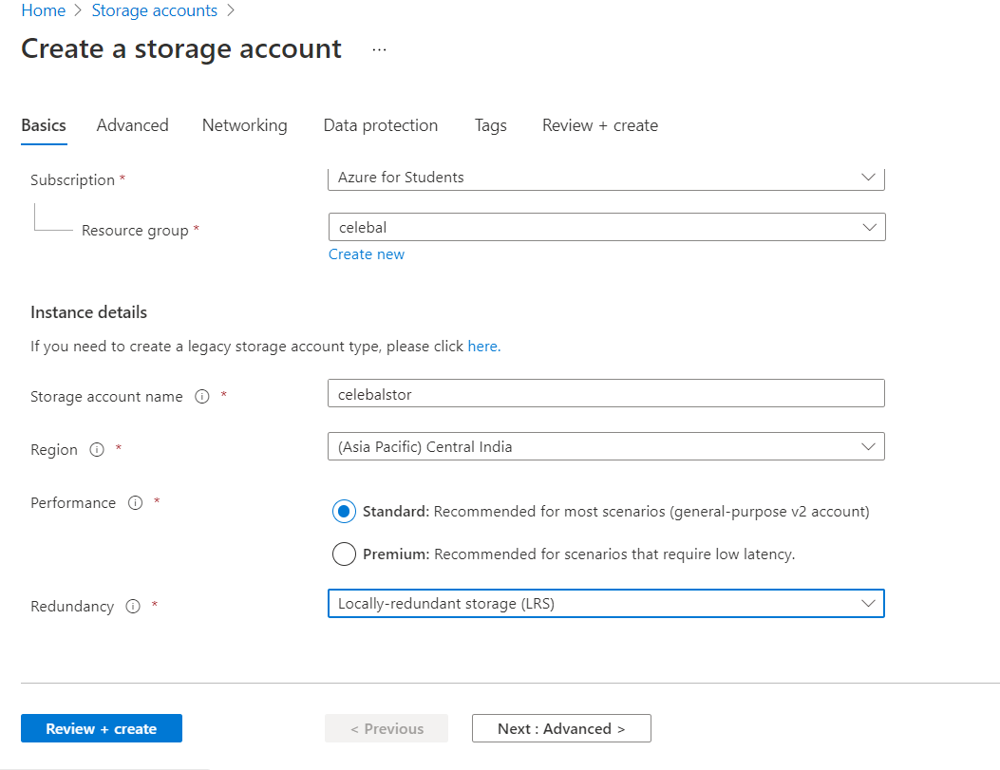 Home > Storage accounts >
Create a storage account ...
Basics Advanced Networking Data protection Tags Review + create
Subscription * Azure for Students
Resource group * celebal
Create new
Instance details
If you need to create a legacy storage account type, please click here.
Storage account name * celebalstor
Region * (Asia Pacific) Central India
Performance * Standard: Recommended for most scenarios (general-purpose v2 account)
Premium: Recommended for scenarios that require low latency.
Redundancy * Locally-redundant storage (LRS)
Review + create < Previous Next : Advanced >